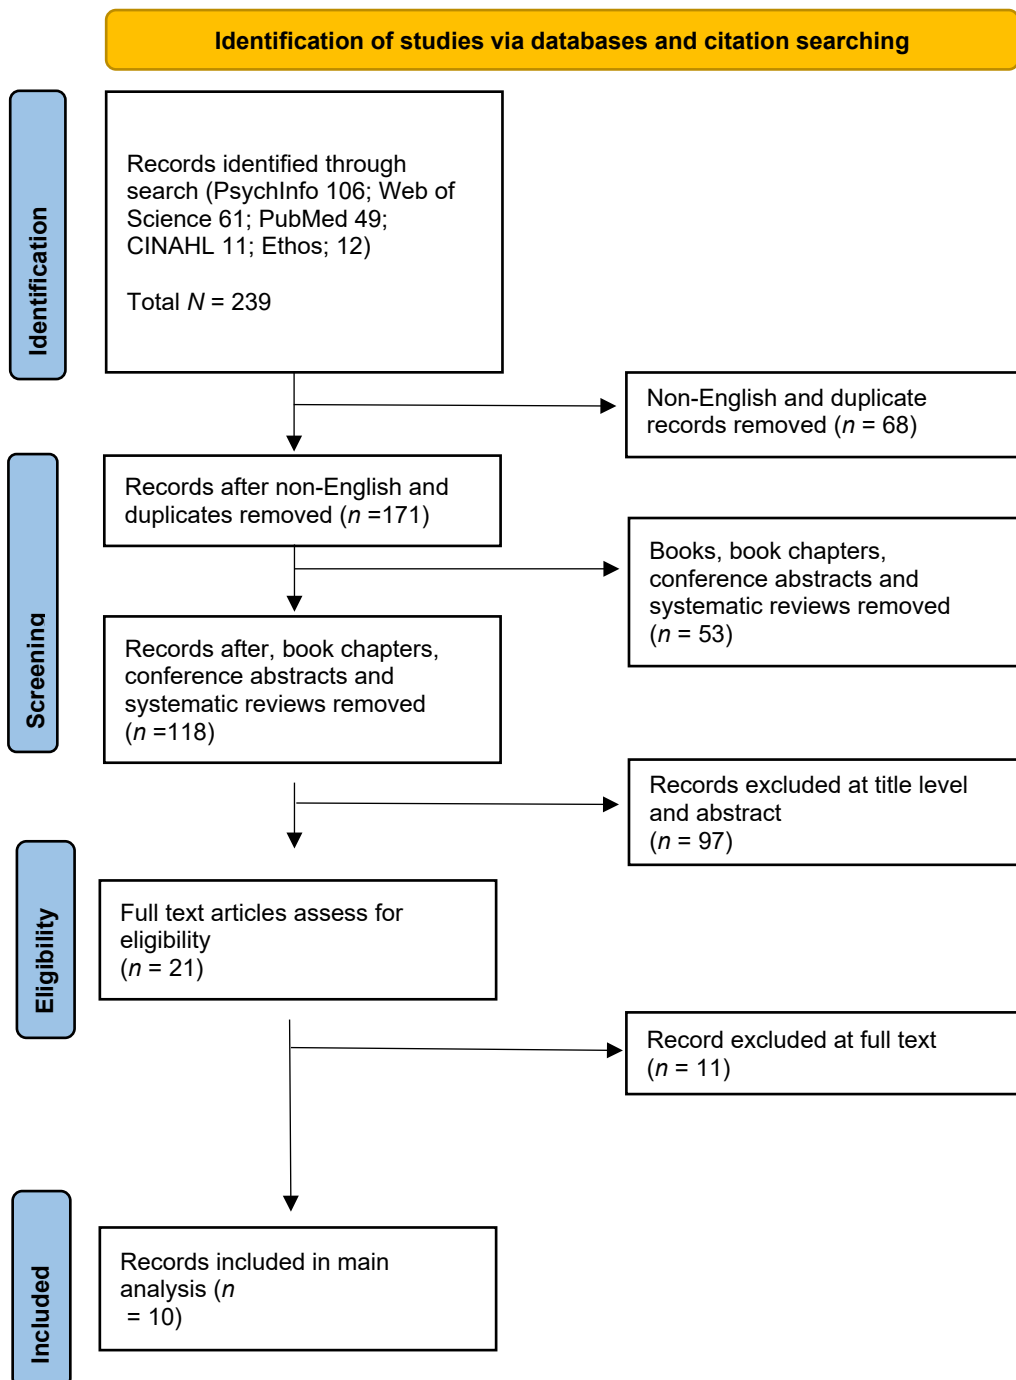 Identification of studies via databases and citation searching
Identification
Records identified through
search (PsychInfo 106; Web of
Science 61; PubMed 49;
CINAHL 11; Ethos; 12)
Total N = 239
Non-English and duplicate
records removed (n = 68)
Screening
Records after non-English and
duplicates removed (n =171)
Books, book chapters,
conference abstracts and
systematic reviews removed
(n = 53)
Records after, book chapters,
conference abstracts and
systematic reviews removed
(n =118)
Records excluded at title level
and abstract
(n = 97)
Eligibility
Full text articles assess for
eligibility
(n = 21)
Record excluded at full text
(n = 11)
Included
Records included in main
analysis (n
= 10)